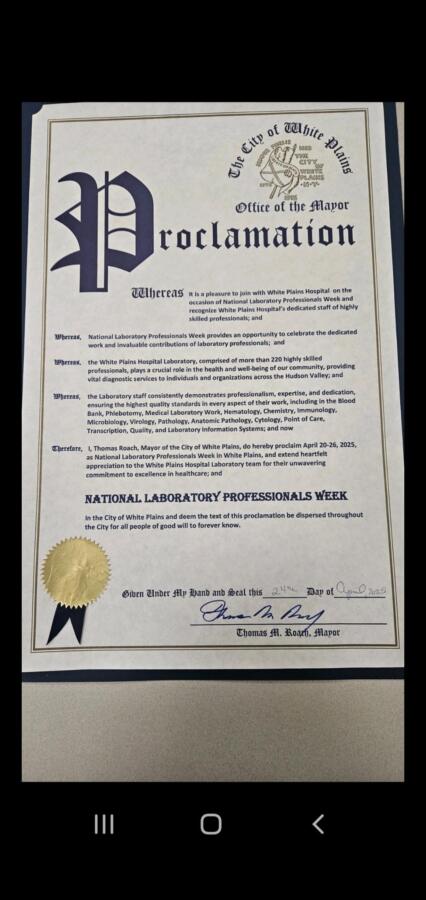 The City of White Plains
THE
CITY
OF
WHITE
PLAINS
N.Y.
Office of the Mayor
Proclamation
Whereas It is a pleasure to join with White Plains Hospital on the
occasion of National Laboratory Professionals Week and
recognize White Plains Hospital's dedicated staff of highly
skilled professionals; and
Whereas, National Laboratory Professionals Week provides an opportunity to celebrate the dedicated
work and invaluable contributions of laboratory professionals; and
Whereas, the White Plains Hospital Laboratory, comprised of more than 220 highly skilled
professionals, plays a crucial role in the health and well-being of our community, providing
vital diagnostic services to individuals and organizations across the Hudson Valley; and
Whereas, the Laboratory staff consistently demonstrates professionalism, expertise, and dedication,
ensuring the highest quality standards in every aspect of their work, including in the Blood
Bank, Phlebotomy, Medical Laboratory Work, Hematology, Chemistry, Immunology,
Microbiology, Virology, Pathology, Anatomic Pathology, Cytology, Point of Care,
Transcription, Quality, and Laboratory Information Systems; and now
Therefore, I, Thomas Roach, Mayor of the City of White Plains, do hereby proclaim April 20-26, 2025,
as National Laboratory Professionals Week in White Plains, and extend heartfelt
appreciation to the White Plains Hospital Laboratory team for their unwavering
commitment to excellence in healthcare; and
NATIONAL LABORATORY PROFESSIONALS WEEK
In the City of White Plains and deem the text of this proclamation be dispersed throughout
the City for all people of good will to forever know.
Given Under My Hand and Seal this 24th Day of April, 2025
Thomas M. Roach
Thomas M. Roach, Mayor